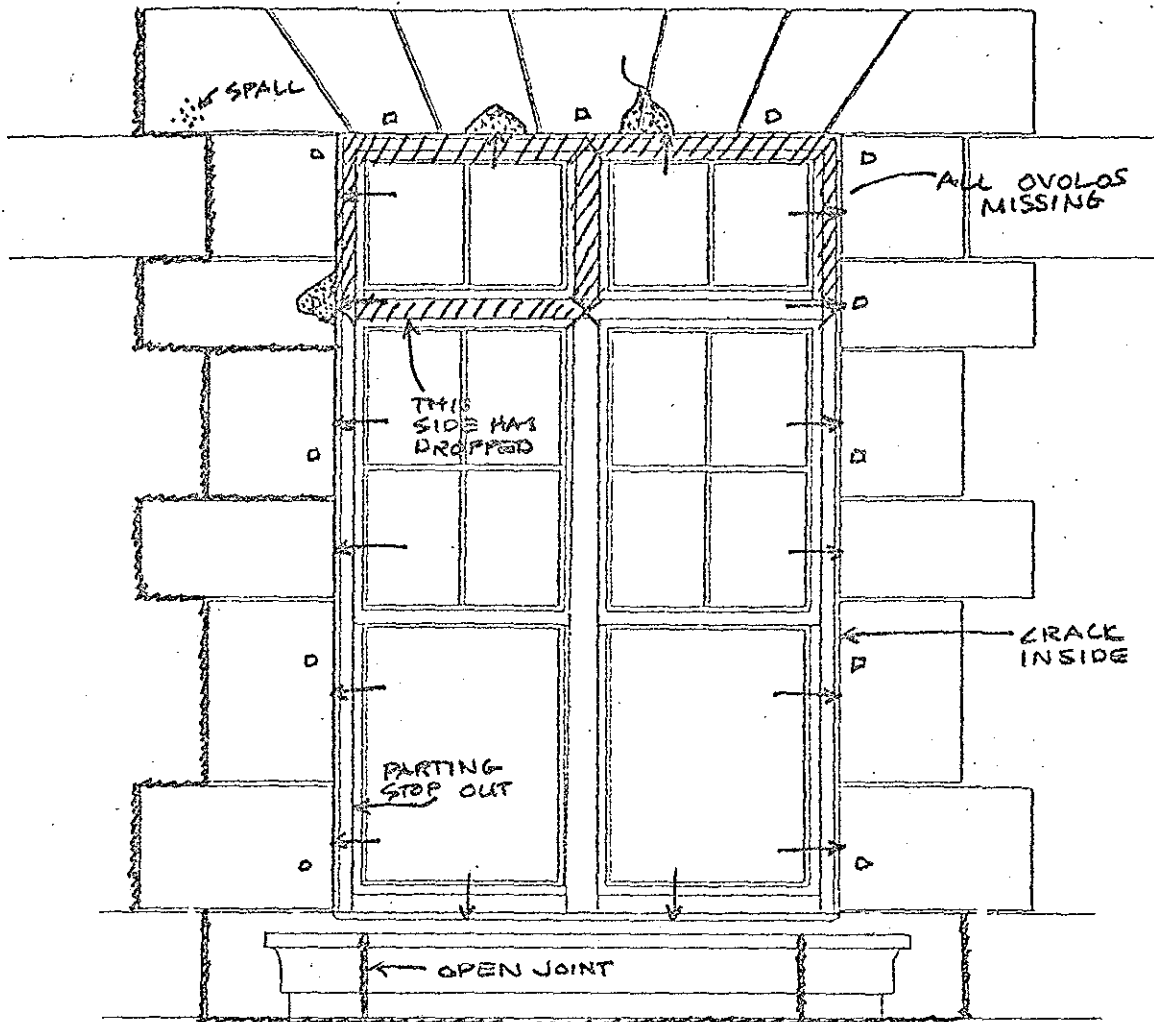 SPALL
ALL OVOLOS
MISSING
THIS
SIDE HAS
DROPPED
CRACK
INSIDE
PARTING
STOP OUT
OPEN JOINT